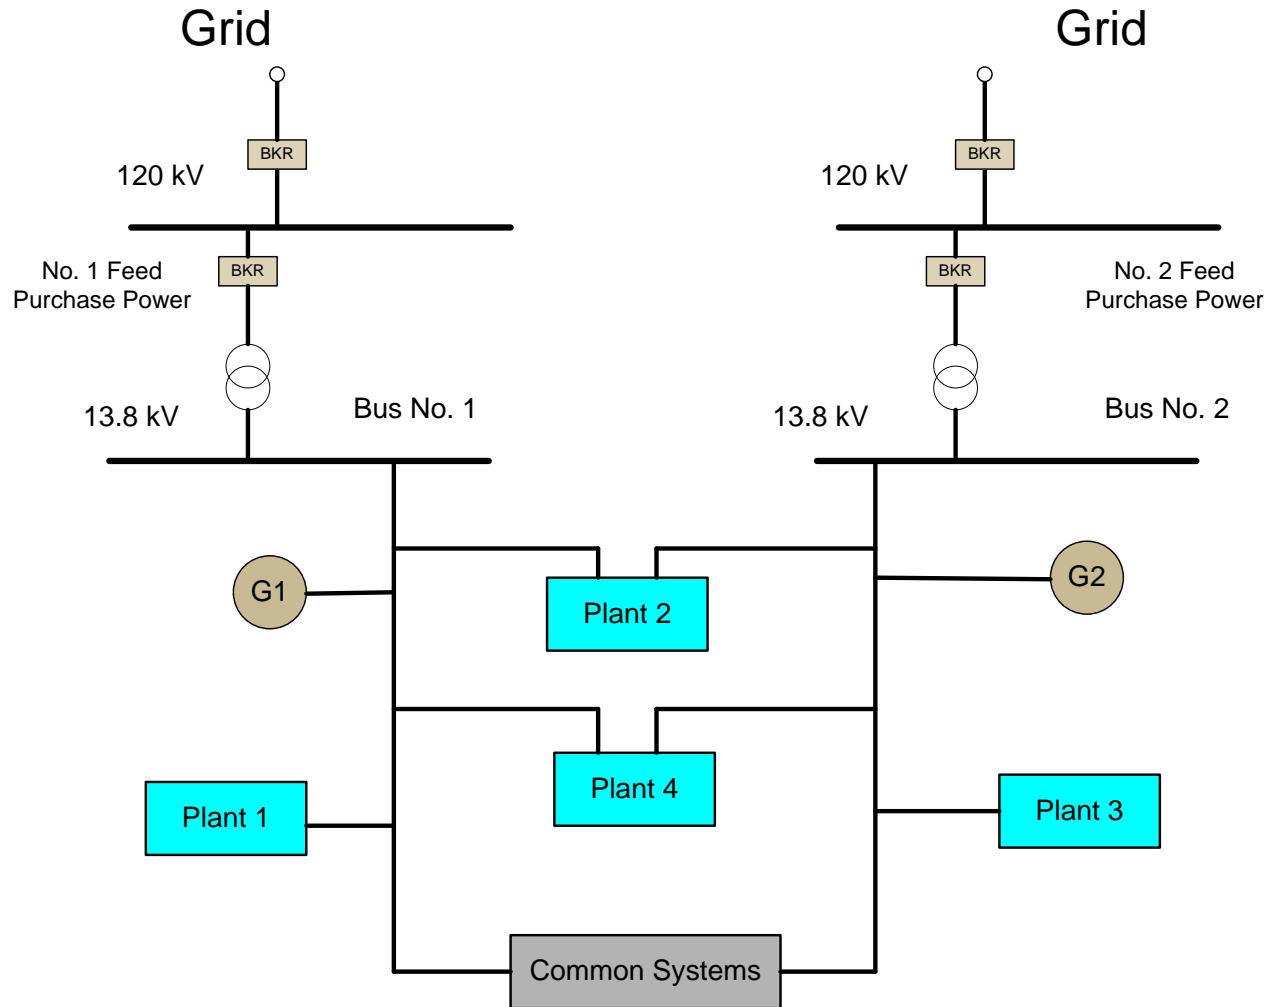 Grid
Grid
BKR
BKR
120 kV
120 kV
No. 1 Feed
Purchase Power
BKR
BKR
No. 2 Feed
Purchase Power
13.8 kV
Bus No. 1
13.8 kV
Bus No. 2
G1
Plant 2
G2
Plant 1
Plant 4
Plant 3
Common Systems